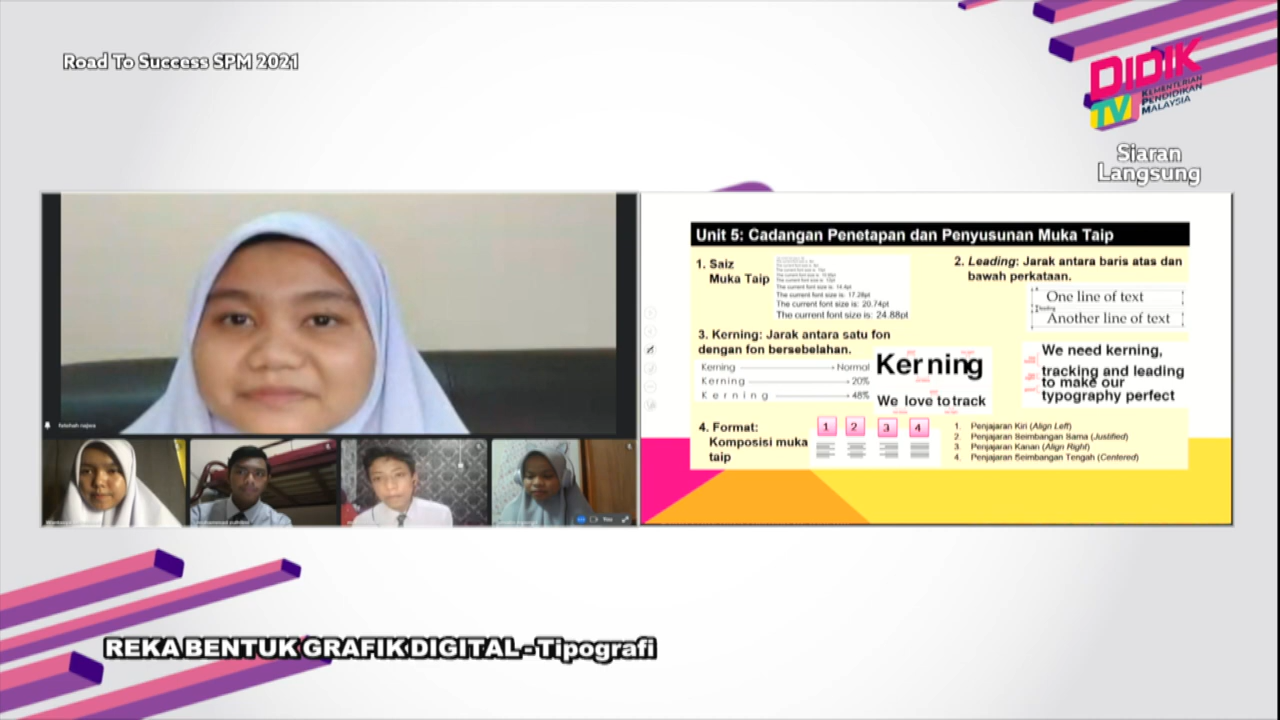 Road To Success SPM 2021
DIDIK
TV
KEMENTERIAN
PENDIDIKAN
MALAYSIA
Siaran
Langsung
Unit 5: Cadangan Penetapan dan Penyusunan Muka Taip
1. Saiz
Muka Taip
The current font size is: 14.4pt
The current font size is: 17.28pt
The current font size is: 20.74pt
The current font size is: 24.88pt
2. Leading: Jarak antara baris atas dan
bawah perkataan.
One line of text
Another line of text
3. Kerning: Jarak antara satu fon
dengan fon bersebelahan.
Kerning Normal
Kerning 20%
Kerning 48%
Kerning
We love to track
We need kerning,
tracking and leading
to make our
typography perfect
4. Format:
Komposisi muka
taip
1 2 3 4
1. Penjajaran Kiri (Align Left)
2. Penjajaran Seimbangan Sama (Justified)
3. Penjajaran Kanan (Align Right)
4. Penjajaran Seimbangan Tengah (Centered)
REKA BENTUK GRAFIK DIGITAL - Tipografi